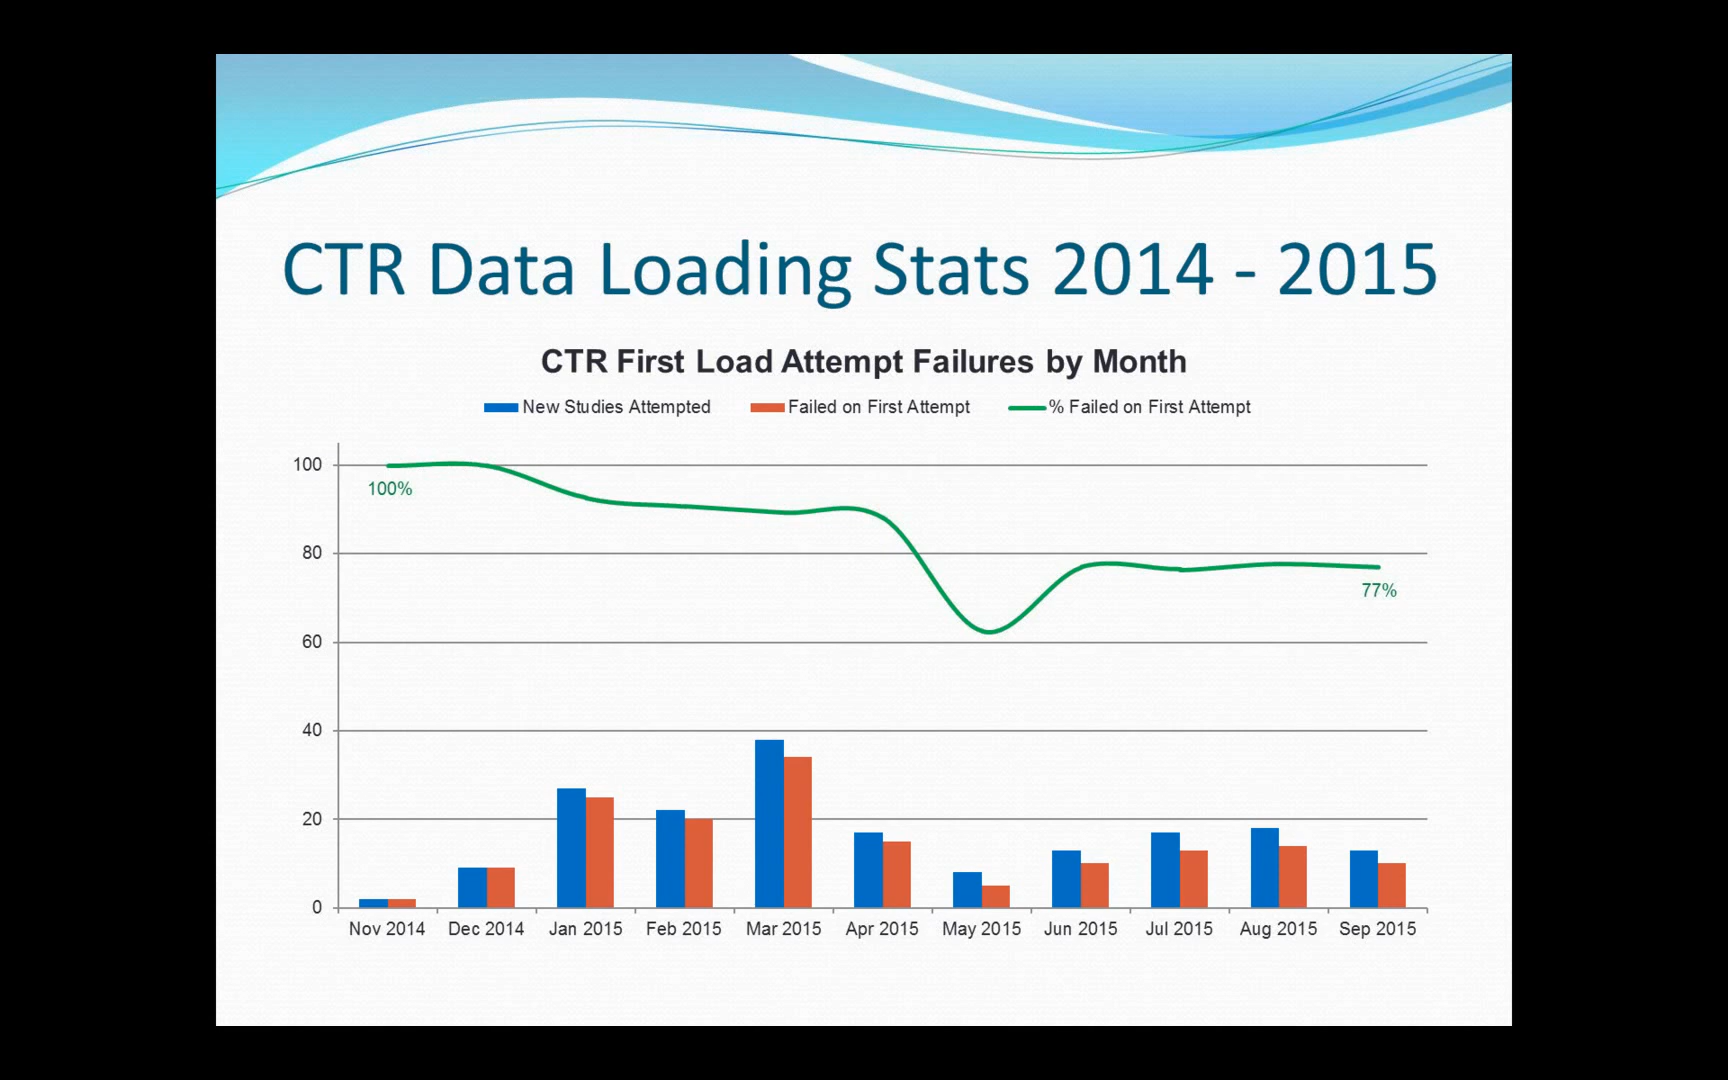 CTR Data Loading Stats 2014 - 2015
CTR First Load Attempt Failures by Month
New Studies Attempted Failed on First Attempt % Failed on First Attempt
100
100%
80
77%
60
40
20
0
Nov 2014 Dec 2014 Jan 2015 Feb 2015 Mar 2015 Apr 2015 May 2015 Jun 2015 Jul 2015 Aug 2015 Sep 2015